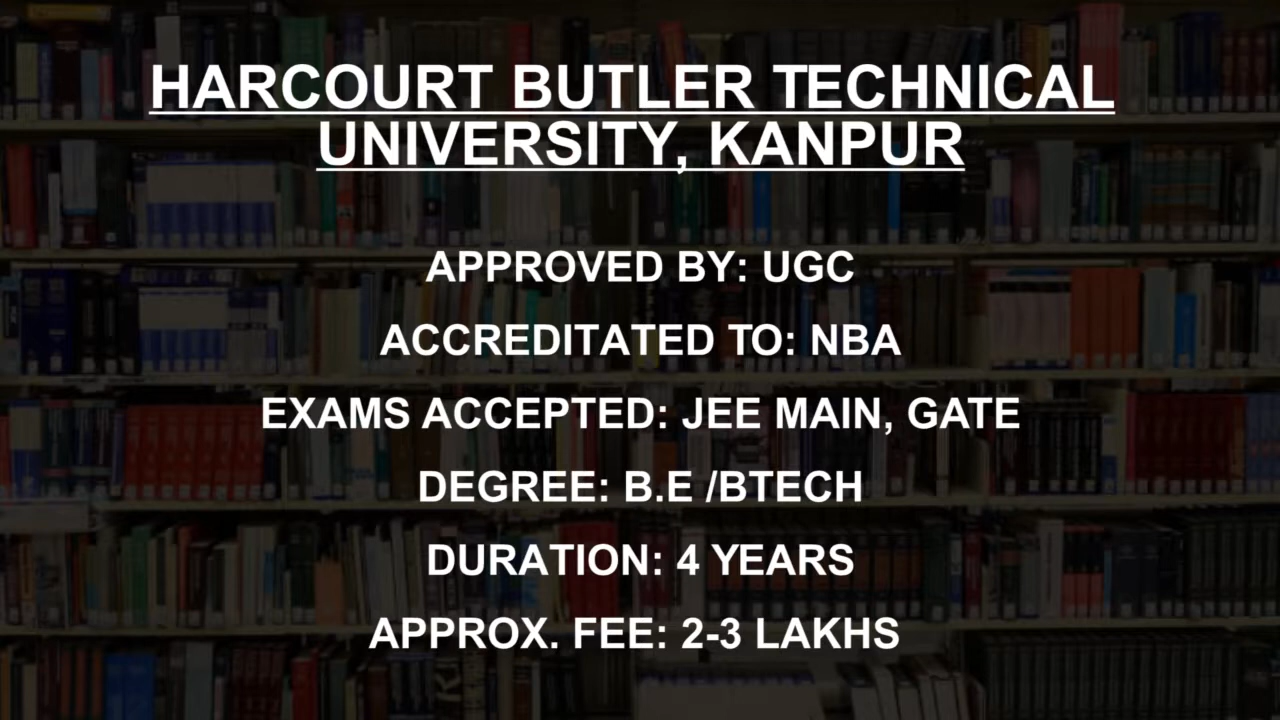 HARCOURT BUTLER TECHNICAL
UNIVERSITY, KANPUR
APPROVED BY: UGC
ACCREDITATED TO: NBA
EXAMS ACCEPTED: JEE MAIN, GATE
DEGREE: B.E /BTECH
DURATION: 4 YEARS
APPROX. FEE: 2-3 LAKHS